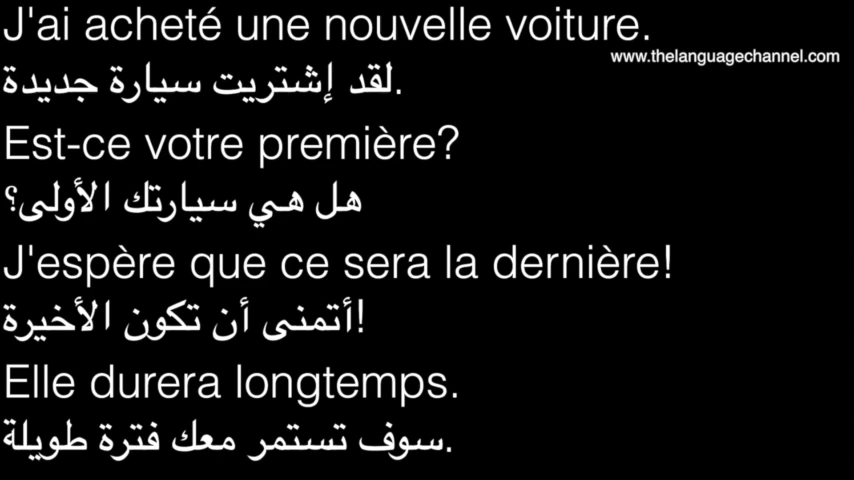 J'ai acheté une nouvelle voiture.
www.thelanguagechannel.com
لقد إشتريت سيارة جديدة.
Est-ce votre première?
هل هي سيارتك الأولى؟
J'espère que ce sera la dernière!
أتمنى أن تكون الأخيرة!
Elle durera longtemps.
سوف تستمر معك فترة طويلة.